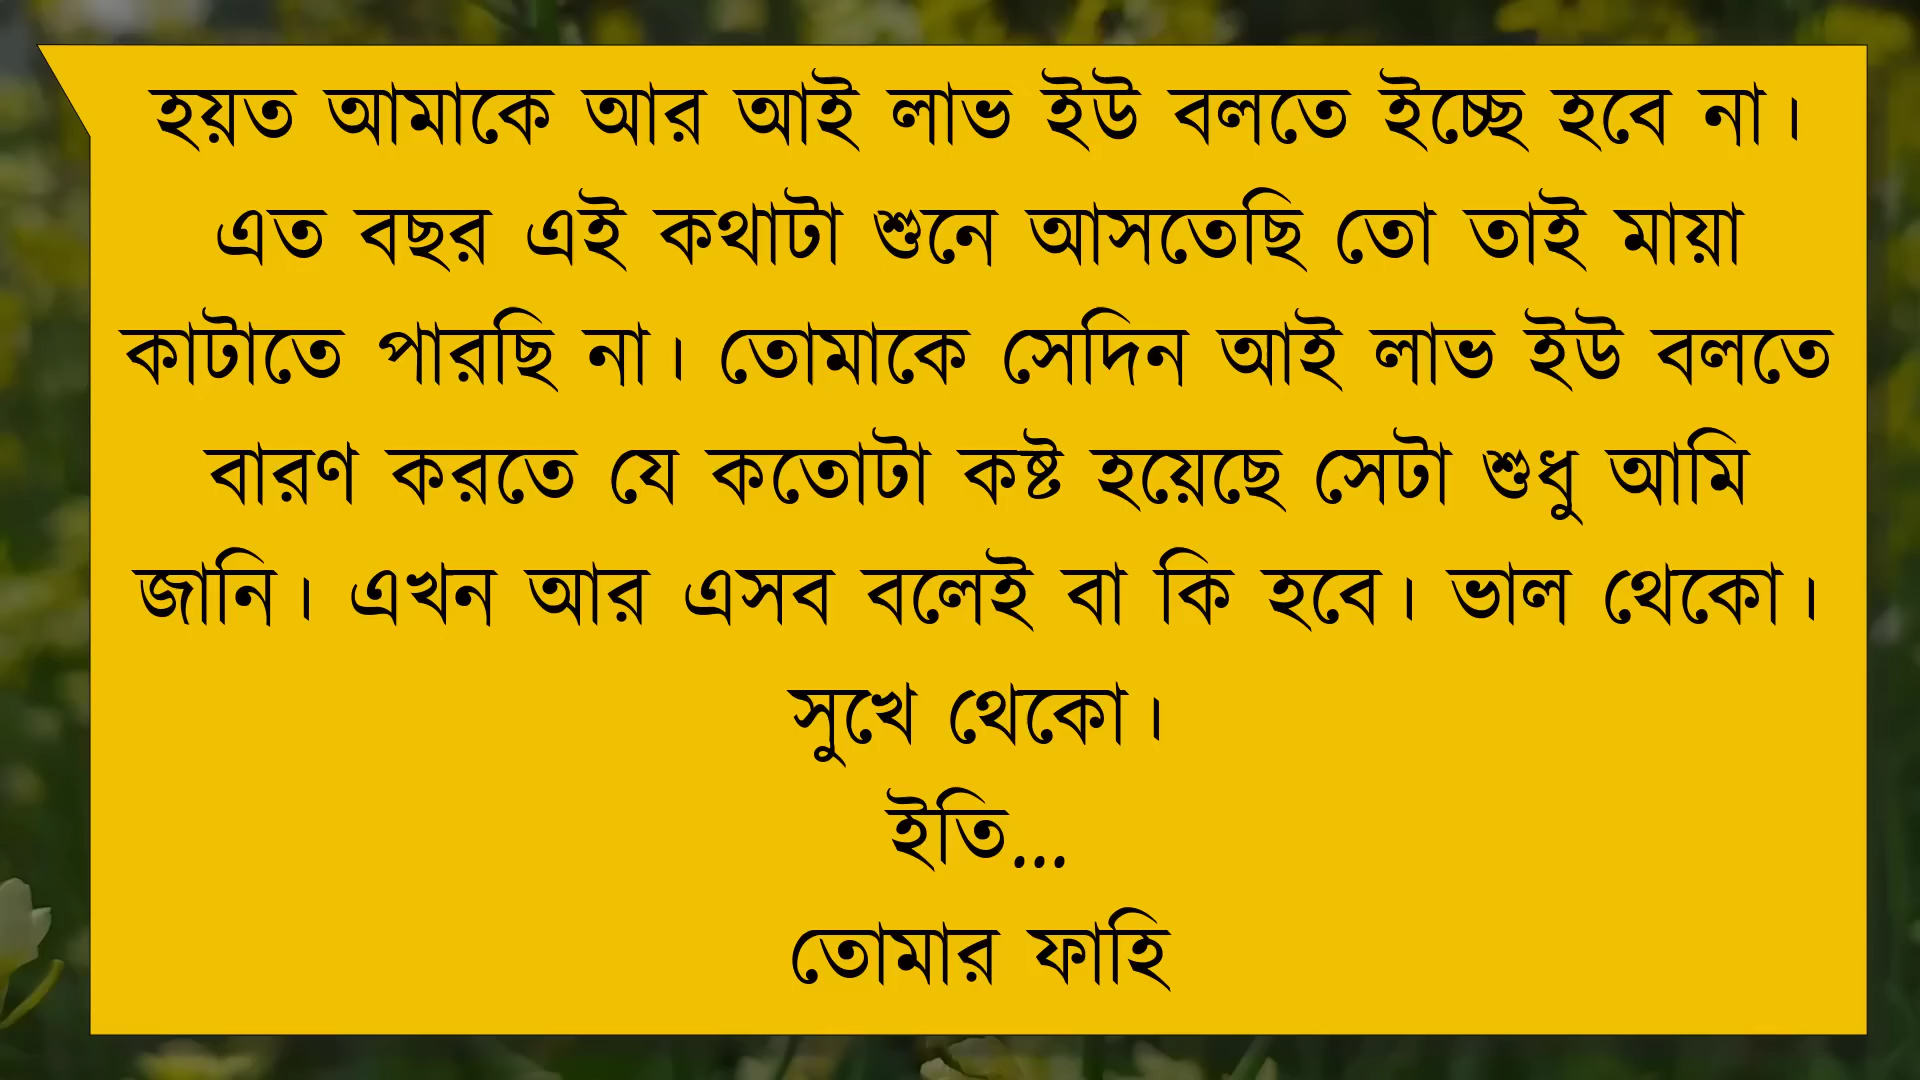 হয়ত আমাকে আর আই লাভ ইউ বলতে ইচ্ছে হবে না।
এত বছর এই কথাটা শুনে আসতেছি তো তাই মায়া
কাটাতে পারছি না। তোমাকে সেদিন আই লাভ ইউ বলতে
বারণ করতে যে কতোটা কষ্ট হয়েছে সেটা শুধু আমি
জানি। এখন আর এসব বলেই বা কি হবে। ভাল থেকো।
সুখে থেকো।
ইতি...
তোমার ফাহি